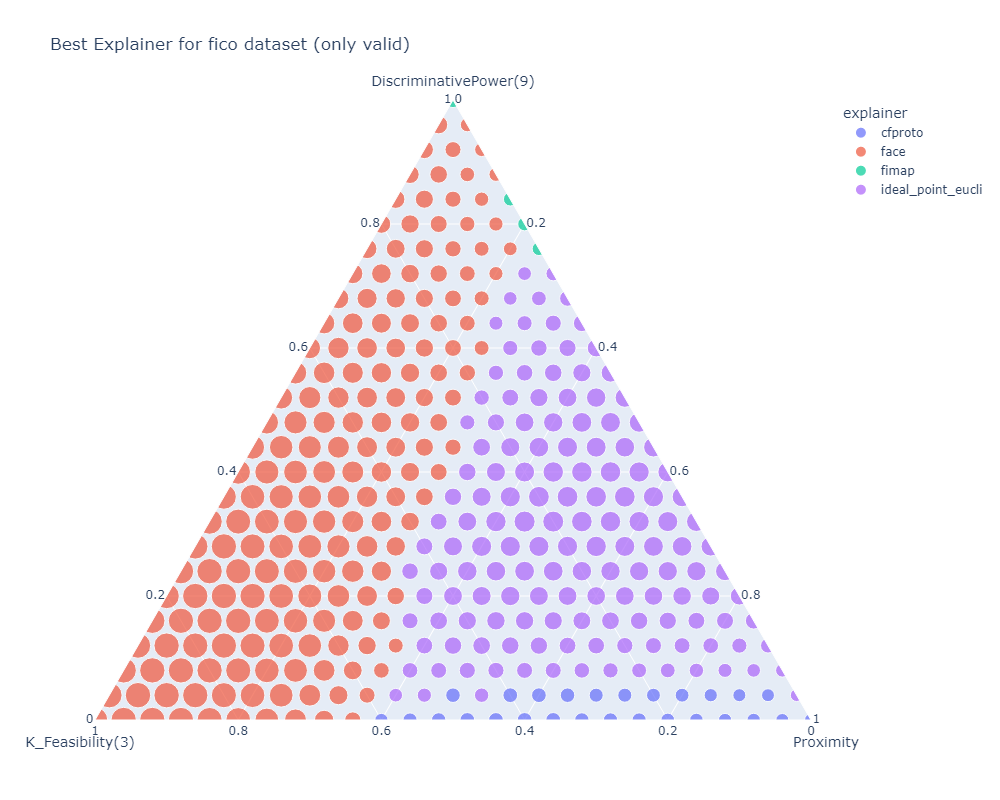 Best Explainer for fico dataset (only valid)
DiscriminativePower(9)
1.0
explainer
cfproto
face
fimap
ideal_point_eucli
0.8
0.2
0.6
0.4
0.4
0.6
0.2
0.8
0
1
1
0.8
0.6
0.4
0.2
0
K_Feasibility(3)
Proximity